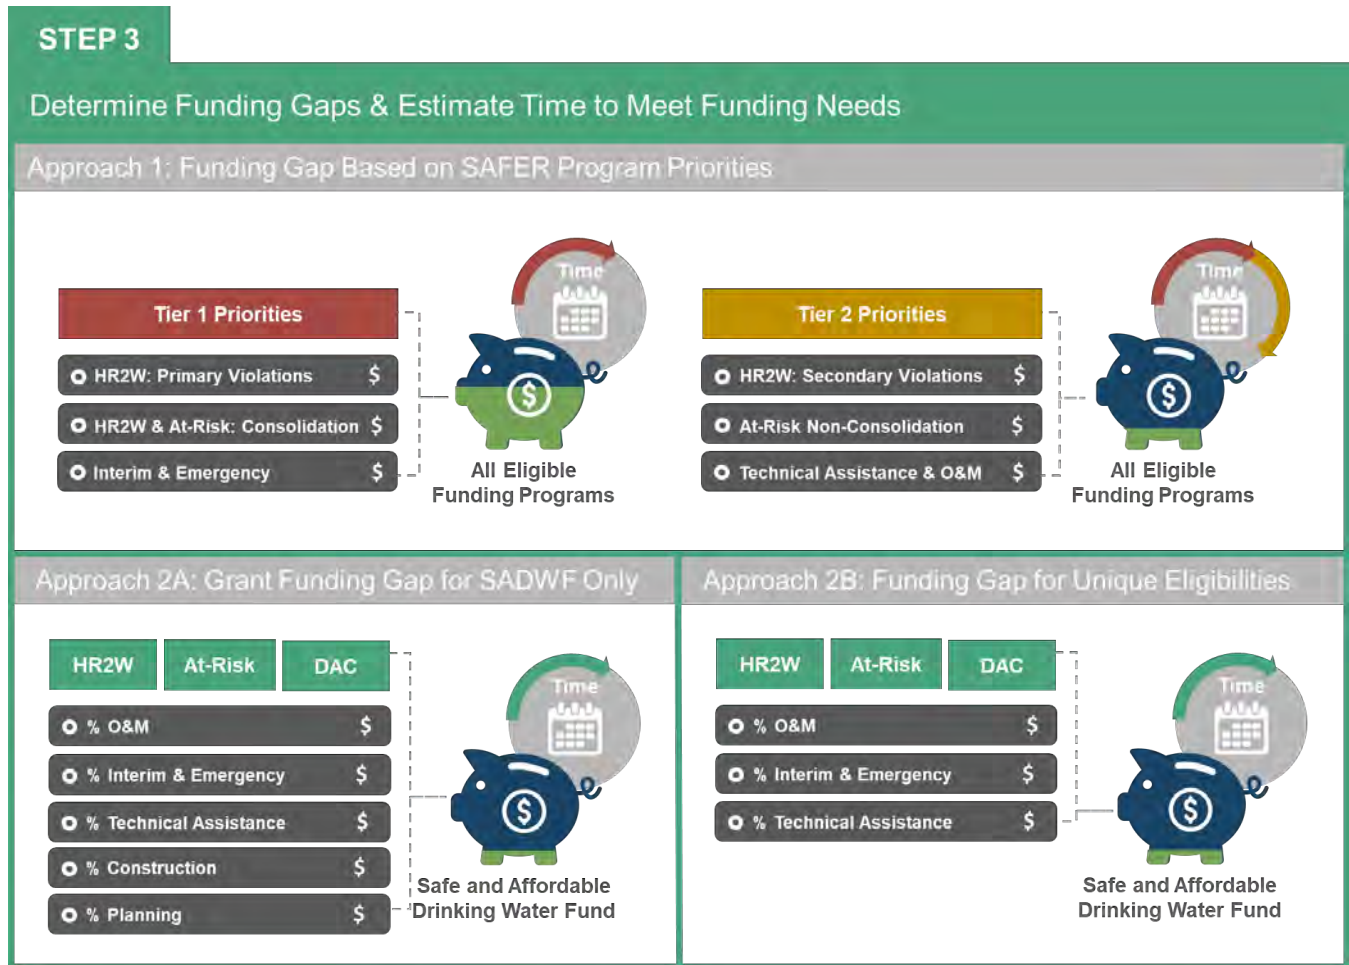 STEP 3
Determine Funding Gaps & Estimate Time to Meet Funding Needs
Approach 1: Funding Gap Based on SAFER Program Priorities
Tier 1 Priorities
HR2W: Primary Violations $
HR2W & At-Risk: Consolidation $
Interim & Emergency $
Time
$
All Eligible
Funding Programs
Tier 2 Priorities
HR2W: Secondary Violations $
At-Risk Non-Consolidation $
Technical Assistance & O&M $
Time
$
All Eligible
Funding Programs
Approach 2A: Grant Funding Gap for SADWF Only
HR2W At-Risk DAC
% O&M $
% Interim & Emergency $
% Technical Assistance $
% Construction $
% Planning $
Time
$
Safe and Affordable
Drinking Water Fund
Approach 2B: Funding Gap for Unique Eligibilities
HR2W At-Risk DAC
% O&M $
% Interim & Emergency $
% Technical Assistance $
Time
$
Safe and Affordable
Drinking Water Fund